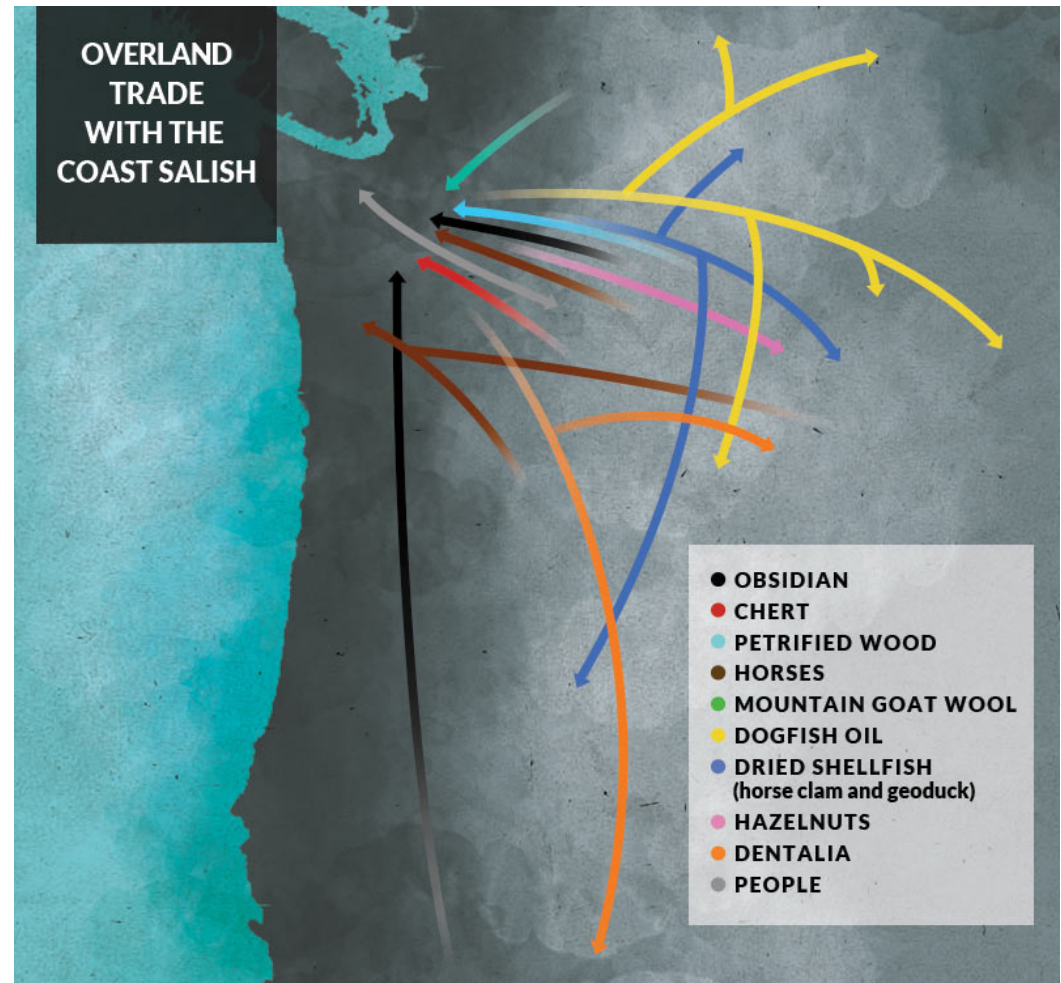 OVERLAND
TRADE
WITH THE
COAST SALISH
OBSIDIAN
CHERT
PETRIFIED WOOD
HORSES
MOUNTAIN GOAT WOOL
DOGFISH OIL
DRIED SHELLFISH
(horse clam and geoduck)
HAZELNUTS
DENTALIA
PEOPLE